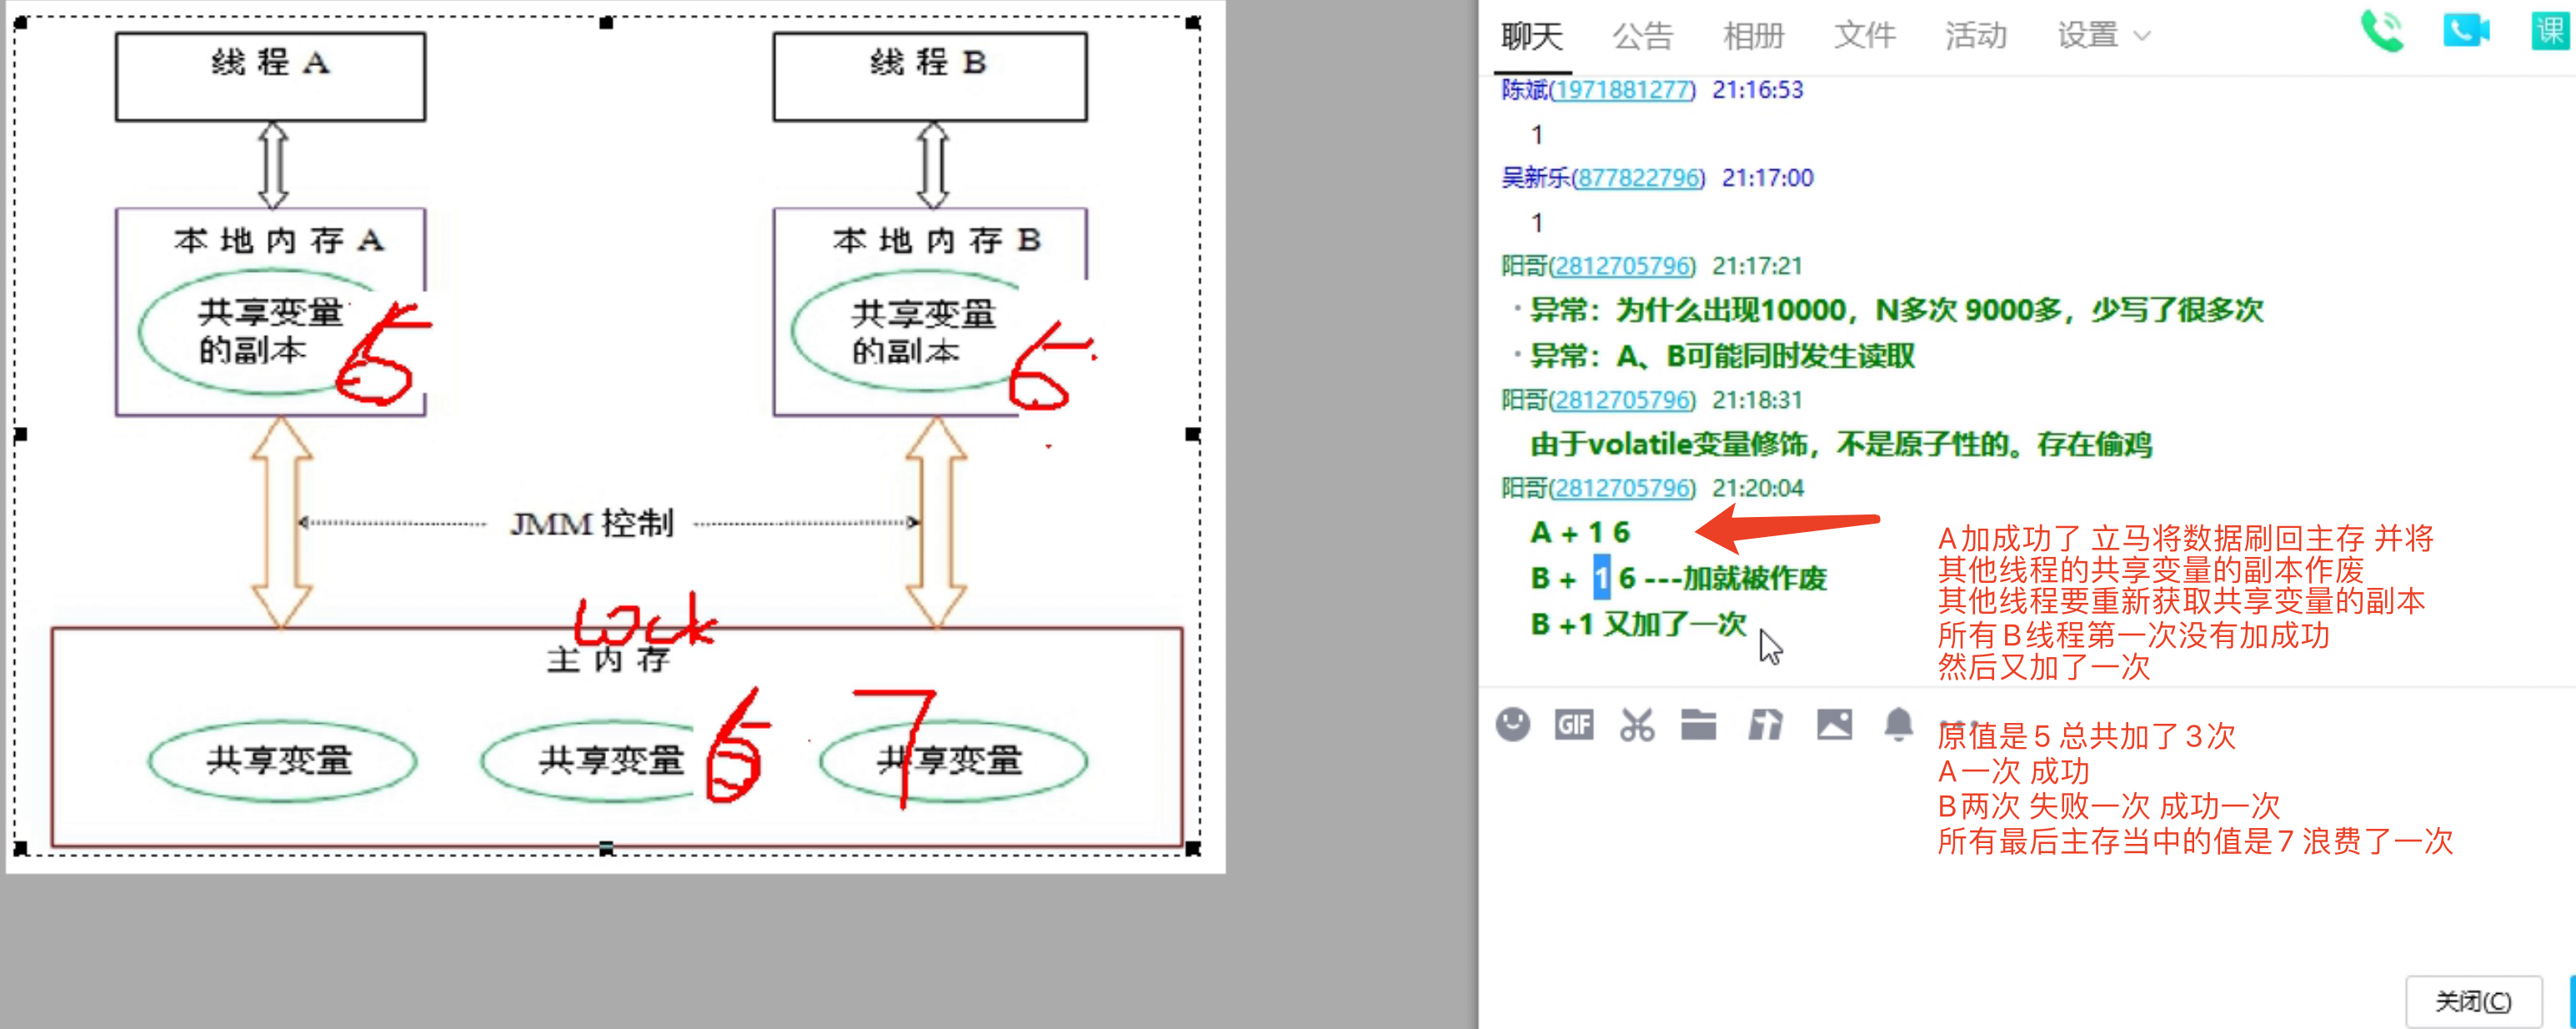 线程 A
线程 B
本地内存 A
本地内存 B
共享变量
的副本
5
共享变量
的副本
5
JMM 控制
lock
主内存
共享变量
共享变量
共享变量
7
聊天
公告
相册
文件
活动
设置
课
陈斌(1971881277) 21:16:53
1
吴新乐(877822796) 21:17:00
1
阳哥(2812705796) 21:17:21
·异常：为什么出现10000，N多次 9000多，少写了很多次
·异常：A、B可能同时发生读取
阳哥(2812705796) 21:18:31
由于volatile变量修饰，不是原子性的。存在偷鸡
阳哥(2812705796) 21:20:04
A + 1 6
B + 1 6 ---加就被作废
B +1 又加了一次
A加成功了 立马将数据刷回主存 并将
其他线程的共享变量的副本作废
其他线程要重新获取共享变量的副本
所有B线程第一次没有加成功
然后又加了一次
GIF
原值是5 总共加了3次
A一次 成功
B两次 失败一次 成功一次
所有最后主存当中的值是7 浪费了一次
关闭(C)